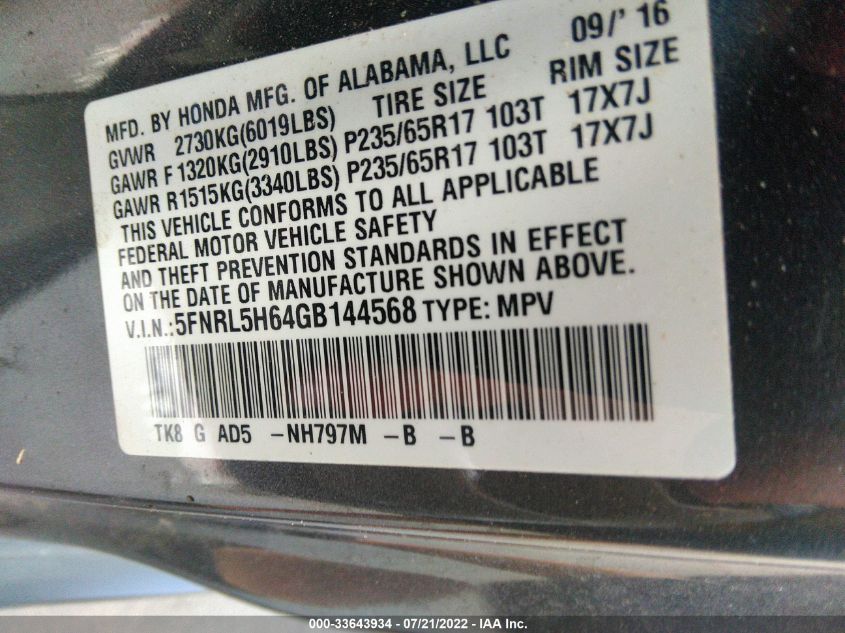 MFD. BY HONDA MFG. OF ALABAMA, LLC 09/' 16
GVWR 2730KG(6019LBS) TIRE SIZE RIM SIZE
GAWR F 1320KG(2910LBS) P235/65R17 103T 17X7J
GAWR R1515KG(3340LBS) P235/65R17 103T 17X7J
THIS VEHICLE CONFORMS TO ALL APPLICABLE
FEDERAL MOTOR VEHICLE SAFETY
AND THEFT PREVENTION STANDARDS IN EFFECT
ON THE DATE OF MANUFACTURE SHOWN ABOVE.
V.I.N.:5FNRL5H64GB144568 TYPE: MPV
TK8 G AD5 -NH797M -B -B
000-33643934 / 07/21/2022 - IAA Inc.